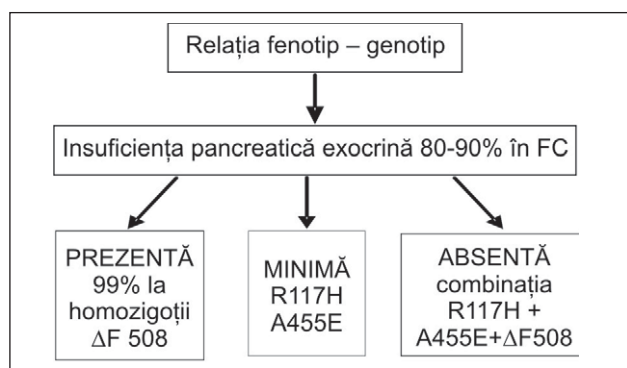 Relația fenotip – genotip
Insuficiența pancreatică exocrină 80-90% în FC
PREZENTĂ
99% la
homozigoții
ΔF 508
MINIMĂ
R117H
A455E
ABSENTĂ
combinația
R117H +
A455E+ΔF508